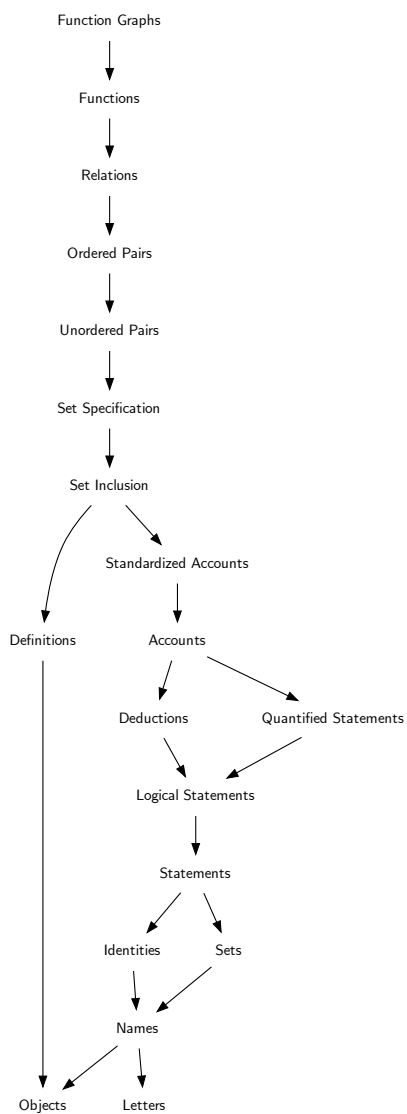 Function Graphs
Functions
Relations
Ordered Pairs
Unordered Pairs
Set Specification
Set Inclusion
Standardized Accounts
Definitions
Accounts
Deductions
Quantified Statements
Logical Statements
Statements
Identities
Sets
Names
Objects
Letters